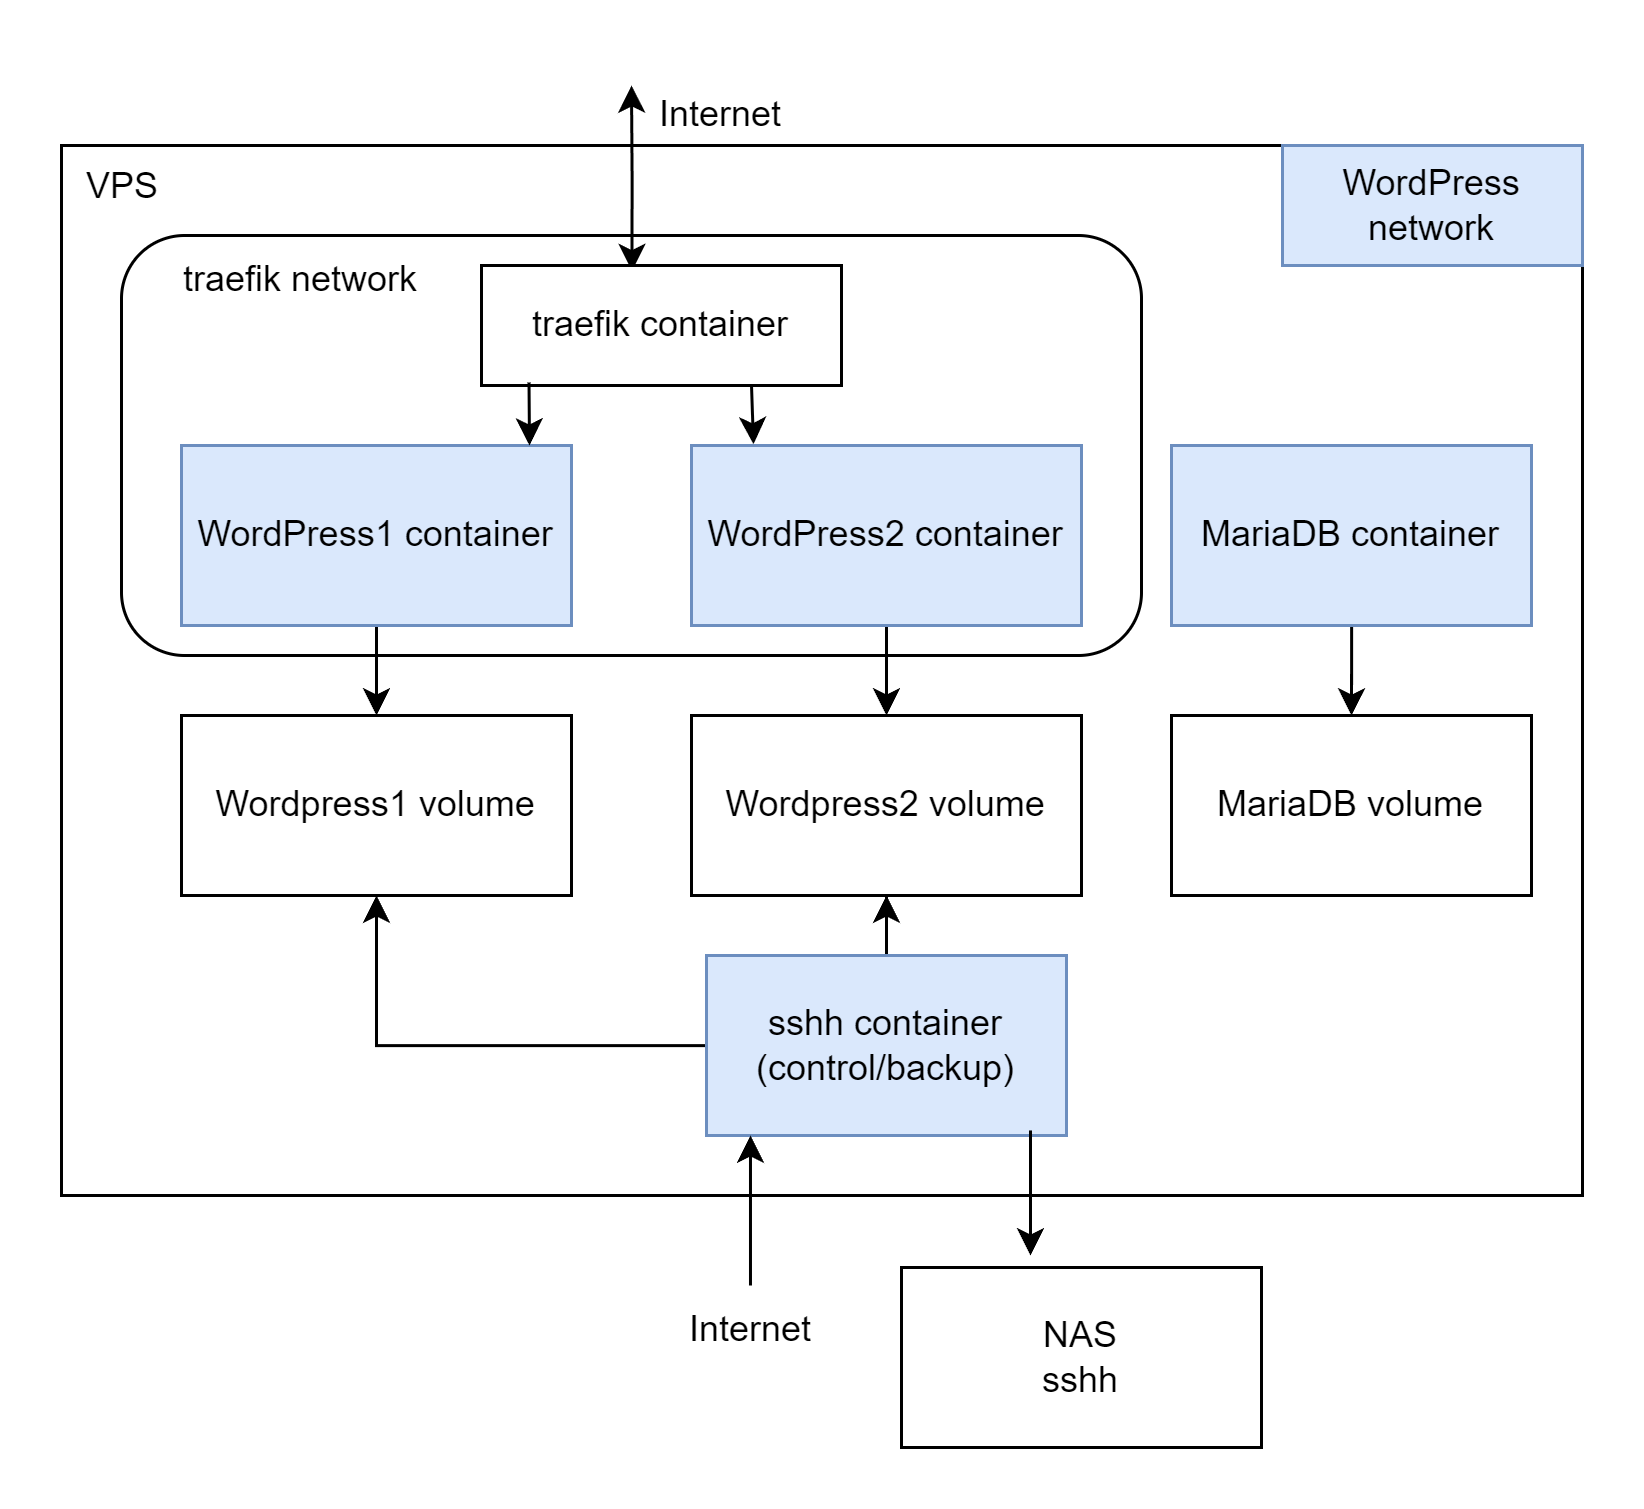 Internet
VPS
WordPress
network
traefik network
traefik container
WordPress1 container
WordPress2 container
MariaDB container
Wordpress1 volume
Wordpress2 volume
MariaDB volume
sshh container
(control/backup)
Internet
NAS
sshh